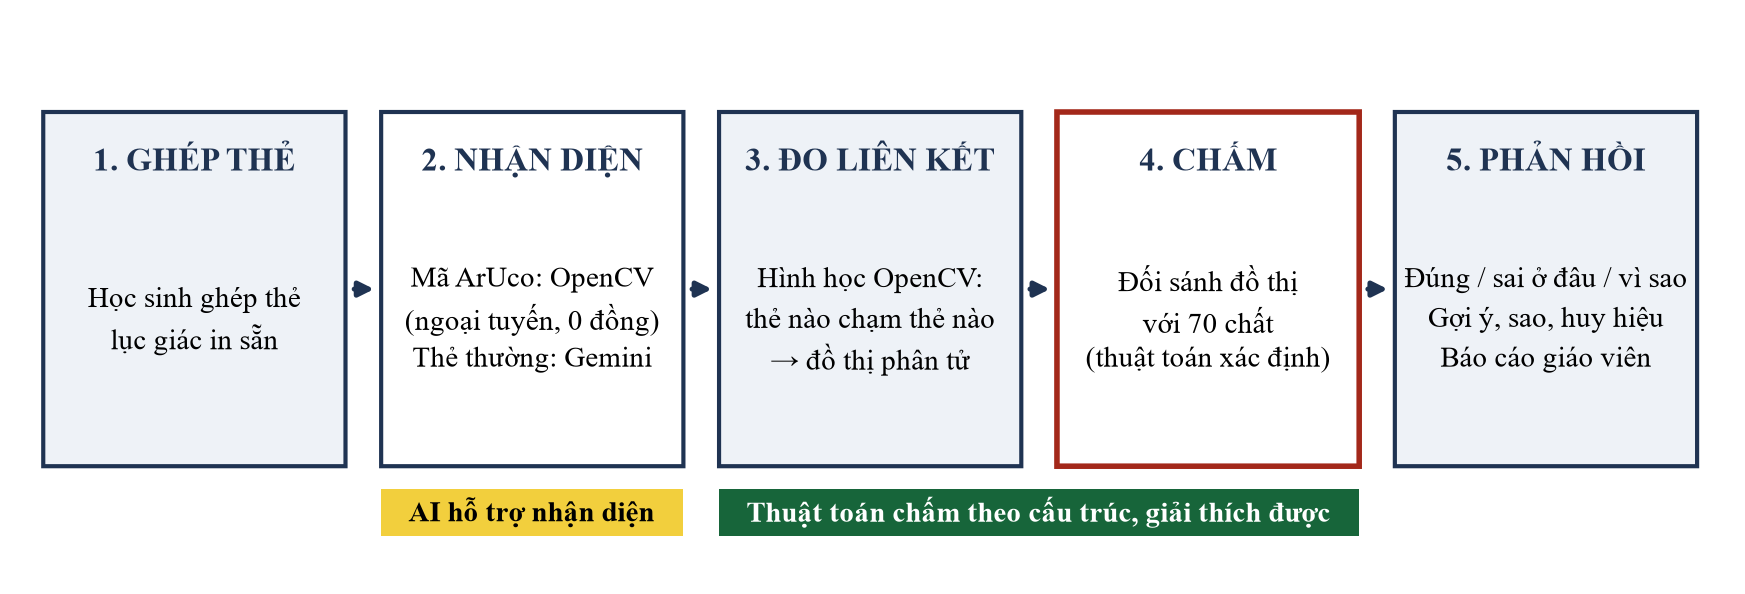 1. GHÉP THẺ
Học sinh ghép thẻ
lục giác in sẵn
2. NHẬN DIỆN
Mã ArUco: OpenCV
(ngoại tuyến, 0 đồng)
Thẻ thường: Gemini
3. ĐO LIÊN KẾT
Hình học OpenCV:
thẻ nào chạm thẻ nào
→ đồ thị phân tử
4. CHẤM
Đối sánh đồ thị
với 70 chất
(thuật toán xác định)
5. PHẢN HỒI
Đúng / sai ở đâu / vì sao
Gợi ý, sao, huy hiệu
Báo cáo giáo viên
AI hỗ trợ nhận diện
Thuật toán chấm theo cấu trúc, giải thích được